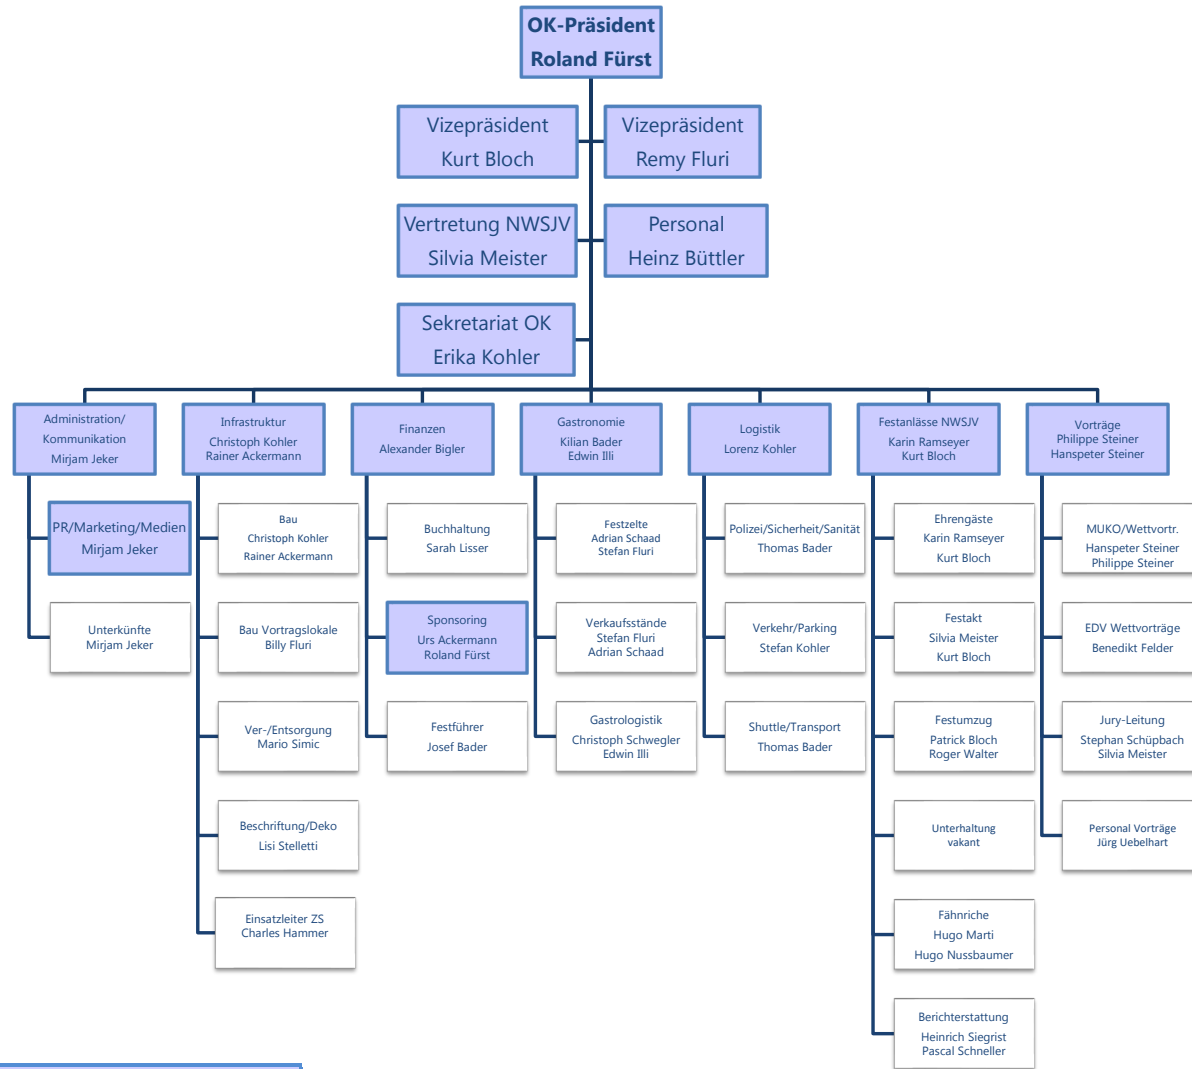 OK-Präsident
Roland Fürst
Vizepräsident
Kurt Bloch
Vizepräsident
Remy Fluri
Vertretung NWSJV
Silvia Meister
Personal
Heinz Büttler
Sekretariat OK
Erika Kohler
Administration/
Kommunikation
Mirjam Jeker
Infrastruktur
Christoph Kohler
Rainer Ackermann
Finanzen
Alexander Bigler
Gastronomie
Kilian Bader
Edwin Illi
Logistik
Lorenz Kohler
Festanlässe NWSJV
Karin Ramseyer
Kurt Bloch
Vorträge
Philippe Steiner
Hanspeter Steiner
PR/Marketing/Medien
Mirjam Jeker
Bau
Christoph Kohler
Rainer Ackermann
Buchhaltung
Sarah Lisser
Festzelte
Adrian Schaad
Stefan Fluri
Polizei/Sicherheit/Sanität
Thomas Bader
Ehrengäste
Karin Ramseyer
Kurt Bloch
MUKO/Wettvortr.
Hanspeter Steiner
Philippe Steiner
Unterkünfte
Mirjam Jeker
Bau Vortragslokale
Billy Fluri
Sponsoring
Urs Ackermann
Roland Fürst
Verkaufsstände
Stefan Fluri
Adrian Schaad
Verkehr/Parking
Stefan Kohler
Festakt
Silvia Meister
Kurt Bloch
EDV Wettvorträge
Benedikt Felder
Ver-/Entsorgung
Mario Simic
Festführer
Josef Bader
Gastrologistik
Christoph Schwegler
Edwin Illi
Shuttle/Transport
Thomas Bader
Festumzug
Patrick Bloch
Roger Walter
Jury-Leitung
Stephan Schüpbach
Silvia Meister
Beschriftung/Deko
Lisi Stelletti
Unterhaltung
vakant
Personal Vorträge
Jürg Uebelhart
Einsatzleiter ZS
Charles Hammer
Fähnriche
Hugo Marti
Hugo Nussbaumer
Berichterstattung
Heinrich Siegrist
Pascal Schneller